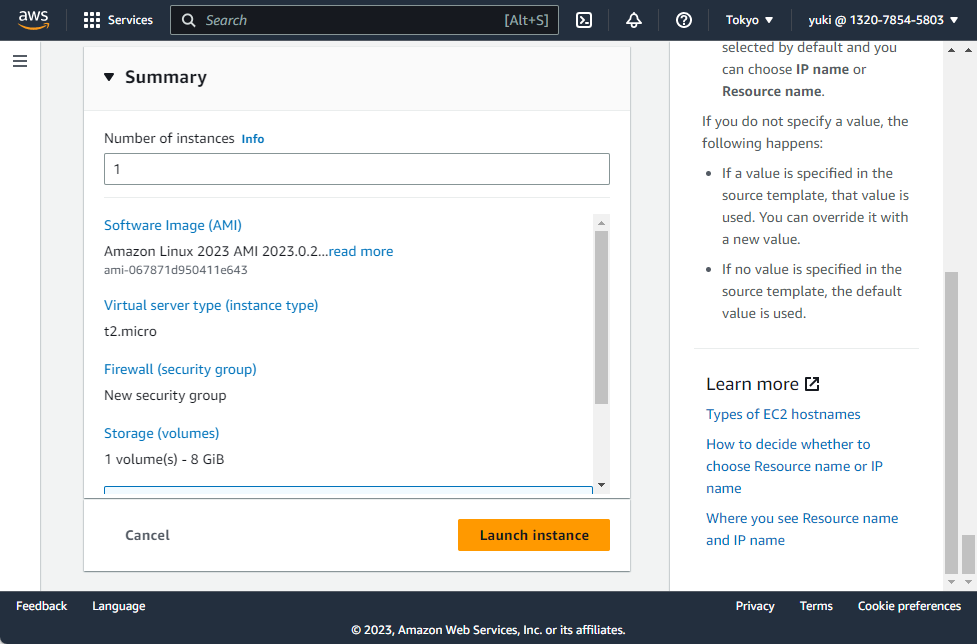 aws
Services
Search
[Alt+S]
Tokyo
yuki @ 1320-7854-5803
Summary
Number of instances Info
1
Software Image (AMI)
Amazon Linux 2023 AMI 2023.0.2...read more
ami-067871d950411e643
Virtual server type (instance type)
t2.micro
Firewall (security group)
New security group
Storage (volumes)
1 volume(s) - 8 GiB
Cancel
Launch instance
selected by default and you
can choose IP name or
Resource name.
If you do not specify a value, the
following happens:
If a value is specified in the
source template, that value is
used. You can override it with
a new value.
If no value is specified in the
source template, the default
value is used.
Learn more
Types of EC2 hostnames
How to decide whether to
choose Resource name or IP
name
Where you see Resource name
and IP name
Feedback
Language
Privacy
Terms
Cookie preferences
© 2023, Amazon Web Services, Inc. or its affiliates.